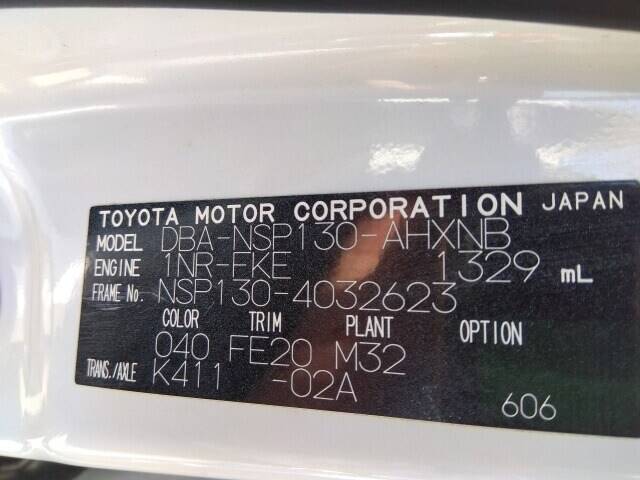 TOYOTA MOTOR CORPORATION JAPAN
MODEL DBA-NSP130-AHXNB
ENGINE 1NR-FKE 1329 mL
FRAME No. NSP130-4032623
COLOR TRIM PLANT OPTION
040 FE20 M32
TRANS./AXLE K411 -02A
606